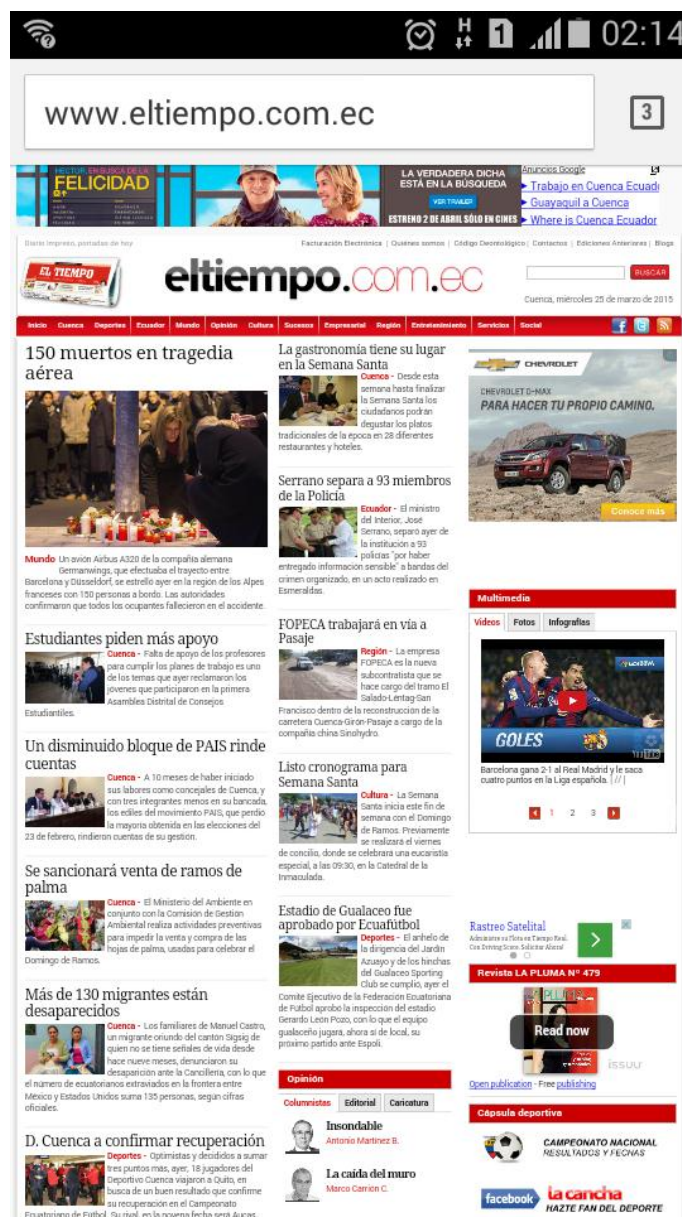 H
1
02:14
www.eltiempo.com.ec
3
HECTOR, EN BUSCA DE LA
FELICIDAD
LA VERDADERA DICHA
ESTÁ EN LA BÚSQUEDA
VER TRAILER
ESTRENO 2 DE ABRIL SÓLO EN CINES
Anuncios Google
► Trabajo en Cuenca Ecuado
► Guayaquil a Cuenca
► Where is Cuenca Ecuador
Diario impreso, portadas de hoy
Facturación Electrónica | Quiénes somos | Código Deontológico | Contactos | Ediciones Anteriores | Blogs
EL TIEMPO
eltiempo.com.ec
BUSCAR
Cuenca, miércoles 25 de marzo de 2015
Inicio Cuenca Deportes Ecuador Mundo Opinión Cultura Sucesos Empresarial Región Entretenimiento Servicios Social
150 muertos en tragedia
aérea
Mundo Un avión Airbus A320 de la compañía alemana
Germanwings, que efectuaba el trayecto entre
Barcelona y Düsseldorf, se estrelló ayer en la región de los Alpes
franceses con 150 personas a bordo. Las autoridades
confirmaron que todos los ocupantes fallecieron en el accidente.
Estudiantes piden más apoyo
Cuenca - Falta de apoyo de los profesores
para cumplir los planes de trabajo es uno
de los temas que ayer reclamaron los
jóvenes que participaron en la primera
Asamblea Distrital de Consejos
Estudiantiles.
Un disminuido bloque de PAIS rinde
cuentas
Cuenca - A 10 meses de haber iniciado
sus labores como concejales de Cuenca, y
con tres integrantes menos en su bancada,
los ediles del movimiento PAIS, que perdió
la mayoría obtenida en las elecciones del
23 de febrero, rindieron cuentas de su gestión.
Se sancionará venta de ramos de
palma
Cuenca - El Ministerio del Ambiente en
conjunto con la Comisión de Gestión
Ambiental realiza actividades preventivas
para impedir la venta y compra de las
hojas de palma, usadas para celebrar el
Domingo de Ramos.
Más de 130 migrantes están
desaparecidos
Cuenca - Los familiares de Manuel Castro,
un migrante oriundo del cantón Sigsig de
quien no se tiene señales de vida desde
hace nueve meses, denunciaron su
desaparición ante la Cancillería, con lo que
el número de ecuatorianos extraviados en la frontera entre
México y Estados Unidos suma 135 personas, según cifras
oficiales.
D. Cuenca a confirmar recuperación
Deportes - Optimistas y decididos a sumar
tres puntos más, ayer, 18 jugadores del
Deportivo Cuenca viajaron a Quito, en
busca de un buen resultado que confirme
su recuperación en el Campeonato
Ecuatoriano de Fútbol. Su rival, en la novena fecha será Aucas.
La gastronomía tiene su lugar
en la Semana Santa
Cuenca - Desde esta
semana hasta finalizar
la Semana Santa los
ciudadanos podrán
degustar los platos
tradicionales de la época en 28 diferentes
restaurantes y hoteles.
Serrano separa a 93 miembros
de la Policía
Ecuador - El ministro
del Interior, José
Serrano, separó ayer de
la institución a 93
policías "por haber
entregado información sensible" a bandas del
crimen organizado, en un acto realizado en
Esmeraldas.
FOPECA trabajará en vía a
Pasaje
Región - La empresa
FOPECA es la nueva
subcontratista que se
hace cargo del tramo El
Salado-Lentag-San
Francisco dentro de la reconstrucción de la
carretera Cuenca-Girón-Pasaje a cargo de la
compañía china Sinohydro.
Listo cronograma para
Semana Santa
Cultura - La Semana
Santa inicia este fin de
semana con el Domingo
de Ramos. Previamente
se realizará el viernes
de concilio, donde se celebrará una eucaristía
especial, a las 09:30, en la Catedral de la
Inmaculada.
Estadio de Gualaceo fue
aprobado por Ecuafútbol
Deportes - El anhelo de
la dirigencia del Jardín
Azuayo y de los hinchas
del Gualaceo Sporting
Club se cumplió, ayer el
Comité Ejecutivo de la Federación Ecuatoriana
de Fútbol aprobó la inspección del estadio
Gerardo León Pozo, con lo que el equipo
gualaceño jugará, ahora sí de local, su
próximo partido ante Espoli.
Opinión
Columnistas Editorial Caricatura
Insondable
Antonio Martínez B.
La caída del muro
Marco Carrión C.
CHEVROLET
CHEVROLET D-MAX
PARA HACER TU PROPIO CAMINO.
Conoce más
Multimedia
Videos Fotos Infografías
GOLES
Barcelona gana 2-1 al Real Madrid y le saca
cuatro puntos en la Liga española. [ // ]
1 2 3
Rastreo Satelital
Administre su Flota en Tiempo Real.
Con Driving Score. Solicitar Ahora!
Revista LA PLUMA Nº 479
LA PLUMA
Read now
issuu
Open publication - Free publishing
Cápsula deportiva
CAMPEONATO NACIONAL
RESULTADOS Y FECHAS
facebook
la cancha
HAZTE FAN DEL DEPORTE